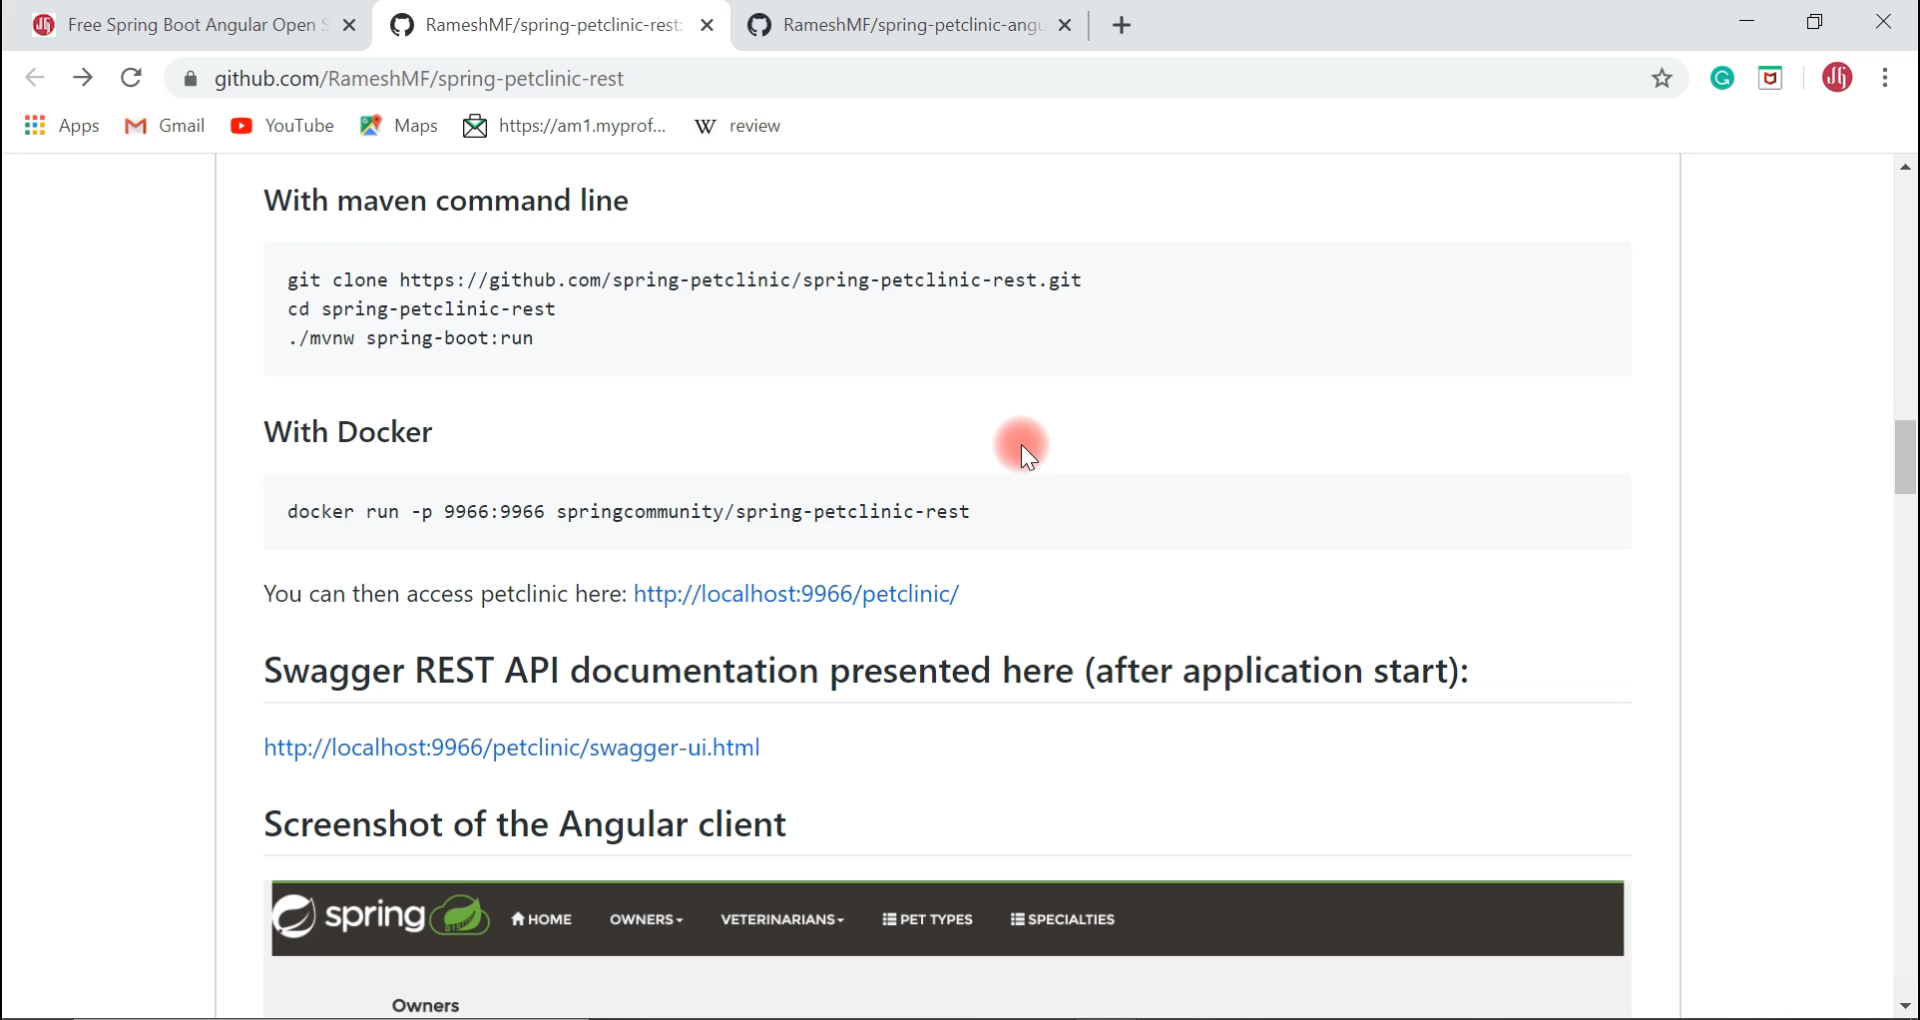 Free Spring Boot Angular Open S
RameshMF/spring-petclinic-rest:
RameshMF/spring-petclinic-angu
github.com/RameshMF/spring-petclinic-rest
Apps
Gmail
YouTube
Maps
https://am1.myprof...
W review
With maven command line
git clone https://github.com/spring-petclinic/spring-petclinic-rest.git
cd spring-petclinic-rest
./mvnw spring-boot:run
With Docker
docker run -p 9966:9966 springcommunity/spring-petclinic-rest
You can then access petclinic here: http://localhost:9966/petclinic/
Swagger REST API documentation presented here (after application start):
http://localhost:9966/petclinic/swagger-ui.html
Screenshot of the Angular client
spring HOME OWNERS VETERINARIANS PET TYPES SPECIALTIES
Owners